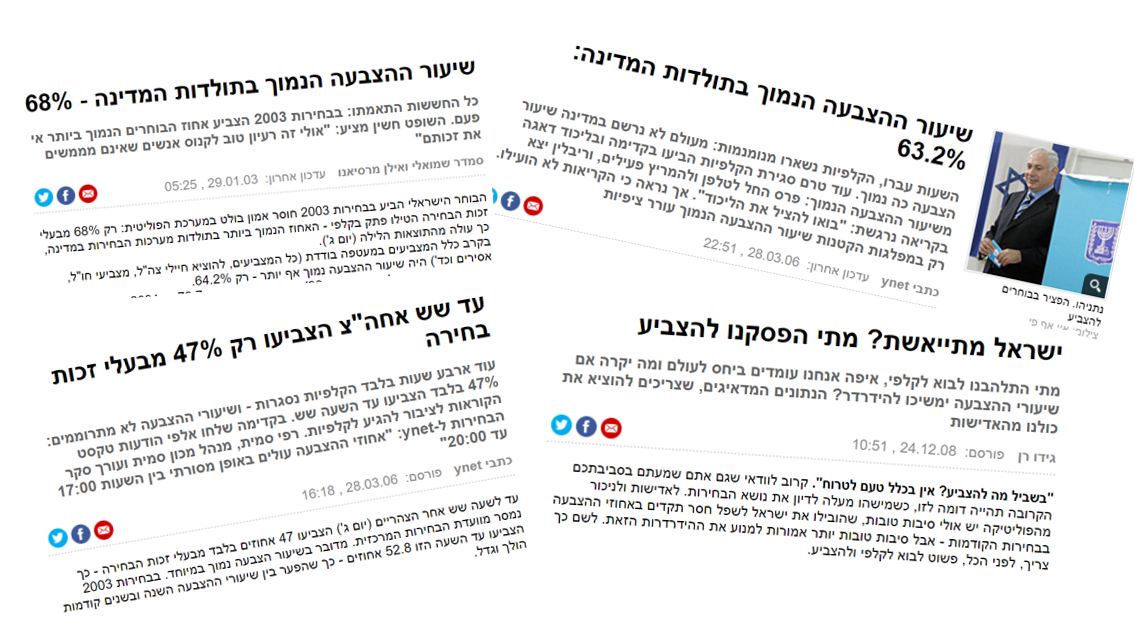 שיעור ההצבעה הנמוך בתולדות המדינה - 68%
כל החששות התאמתו: בבחירות 2003 הצביע אחוז הבוחרים הנמוך ביותר אי
פעם. השופט חשין מציע: "אולי זה רעיון טוב לקנוס אנשים שאינם מממשים
את זכותם"
סמדר שמואלי ואילן מרסיאנו עדכון אחרון: 29.01.03 , 05:25
הבוחר הישראלי הביע בבחירות 2003 חוסר אמון בולט במערכת הפוליטית: רק 68% מבעלי
זכות הבחירה הטילו פתק בקלפי - האחוז הנמוך ביותר בתולדות מערכות הבחירות במדינה,
כך עולה מהתוצאות הלילה (יום ג').
בקרב כלל המצביעים במעטפה בודדת (כל המצביעים, להוציא חיילי צה"ל, מצביעי חו"ל,
אסירים וכד') היה שיעור ההצבעה נמוך אף יותר - רק 64.2%.
שיעור ההצבעה הנמוך בתולדות המדינה:
63.2%
השעות עברו, הקלפיות נשארו מנומנמות: מעולם לא נרשם במדינה שיעור
הצבעה כה נמוך. עוד טרם סגירת הקלפיות הביעו בקדימה ובליכוד דאגה
משיעור ההצבעה הנמוך: פרס החל לטלפן ולהמריץ פעילים, וריבלין יצא
בקריאה נרגשת: "בואו להציל את הליכוד". אך נראה כי הקריאות לא הועילו.
רק במפלגות הקטנות שיעור ההצבעה הנמוך עורר ציפיות
כתבי ynet עדכון אחרון: 28.03.06 , 22:51
נתניהו. הפציר בבוחרים
להצביע
צילום: איי אף פי
עד שש אחה"צ הצביעו רק 47% מבעלי זכות
בחירה
עוד ארבע שעות בלבד הקלפיות נסגרות - ושיעורי ההצבעה לא מתרוממים:
47% בלבד הצביעו עד השעה שש. בקדימה שלחו אלפי הודעות טקסט
הקוראות לציבור להגיע לקלפיות. רפי סמית, מנהל מכון סמית ועורך סקר
הבחירות ל-ynet: "אחוזי ההצבעה עולים באופן מסורתי בין השעות 17:00
עד 20:00"
כתבי ynet פורסם: 28.03.06 , 16:18
עד לשעה שש אחר הצהריים (יום ג') הצביעו 47 אחוזים בלבד מבעלי זכות הבחירה - כך
נמסר מוועדת הבחירות המרכזית. מדובר בשיעור הצבעה נמוך במיוחד. בבחירות 2003
הצביעו עד השעה הזו 52.8 אחוזים - כך שהפער בין שיעורי ההצבעה השנה ובשנים קודמות
הולך וגדל.
ישראל מתייאשת? מתי הפסקנו להצביע
מתי התלהבנו לבוא לקלפי, איפה אנחנו עומדים ביחס לעולם ומה יקרה אם
שיעורי ההצבעה ימשיכו להידרדר? הנתונים המדאיגים, שצריכים להוציא את
כולנו מהאדישות
גידו רן פורסם: 24.12.08 , 10:51
"בשביל מה להצביע? אין בכלל טעם לטרוח". קרוב לוודאי שגם אתם שמעתם בסביבתכם
הקרובה תהייה דומה לזו, כשמישהו מעלה לדיון את נושא הבחירות. לאדישות ולניכור
מהפוליטיקה יש אולי סיבות טובות, שהובילו את ישראל לשפל חסר תקדים באחוזי ההצבעה
בבחירות הקודמות - אבל סיבות טובות יותר אמורות למנוע את ההידרדרות הזאת. לשם כך
צריך, לפני הכל, פשוט לבוא לקלפי ולהצביע.